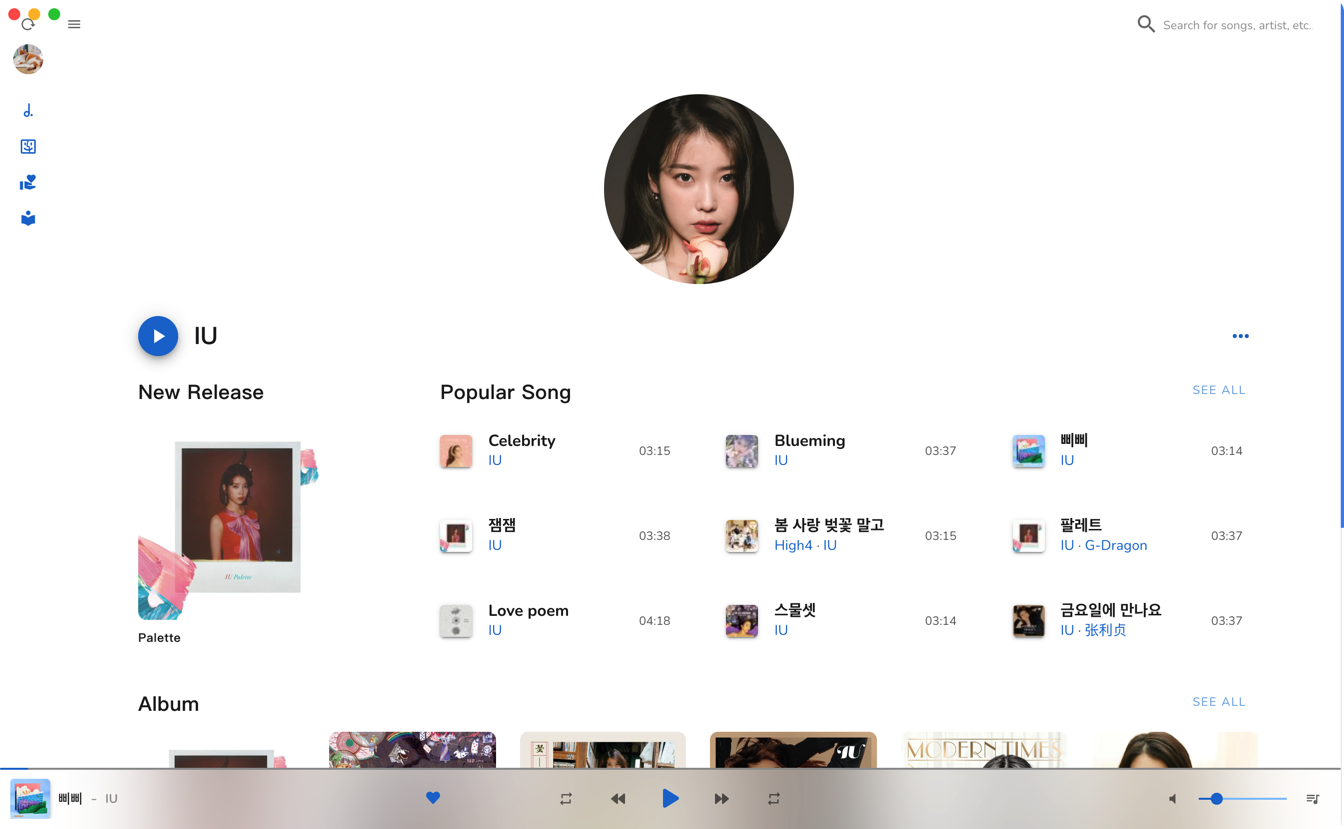 Search for songs, artist, etc..
IU
New Release
Popular Song
SEE ALL
Celebrity
IU
03:15
Blueming
IU
03:37
삐삐
IU
03:14
잼잼
IU
03:38
봄 사랑 벚꽃 말고
High4 · IU
03:15
팔레트
IU · G-Dragon
03:37
Love poem
IU
04:18
스물셋
IU
03:14
금요일에 만나요
IU · 张利贞
03:37
IU/Palette
Palette
Album
SEE ALL
꽃
IU
MODERN TIMES
삐삐 - IU